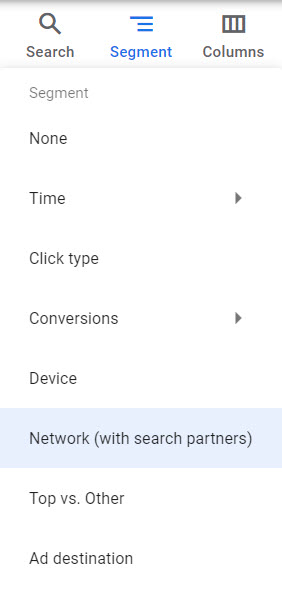 Search Segment Columns
Segment
None
Time
Click type
Conversions
Device
Network (with search partners)
Top vs. Other
Ad destination